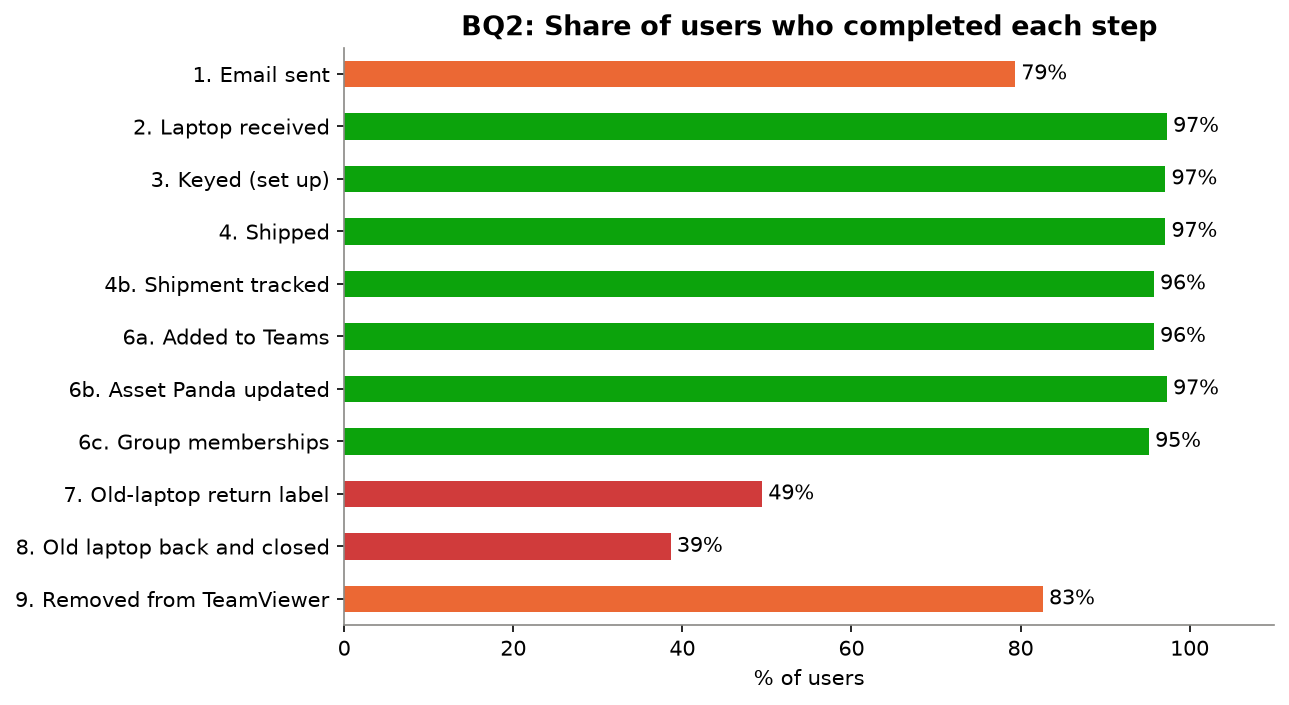 BQ2: Share of users who completed each step
1. Email sent 79%
2. Laptop received 97%
3. Keyed (set up) 97%
4. Shipped 97%
4b. Shipment tracked 96%
6a. Added to Teams 96%
6b. Asset Panda updated 97%
6c. Group memberships 95%
7. Old-laptop return label 49%
8. Old laptop back and closed 39%
9. Removed from TeamViewer 83%
0 20 40 60 80 100
% of users